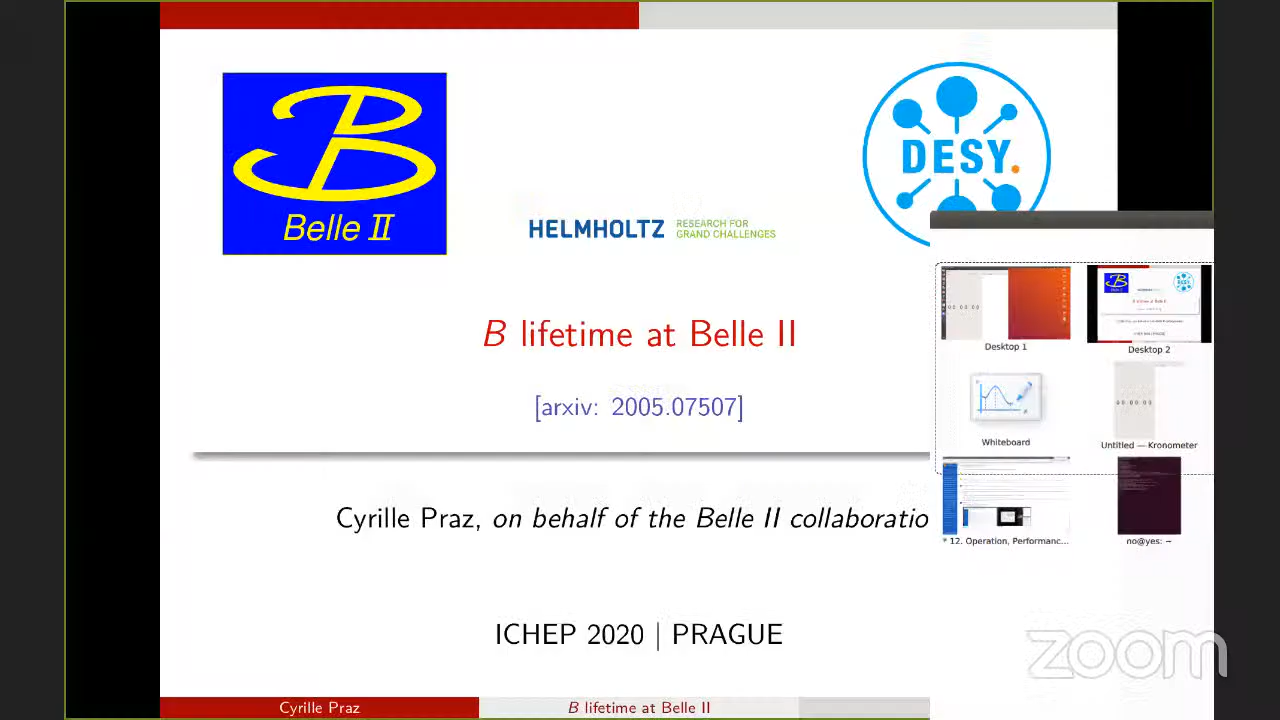 B
Belle II
DESY.
HELMHOLTZ RESEARCH FOR GRAND CHALLENGES
B lifetime at Belle II
[arxiv: 2005.07507]
Cyrille Praz, on behalf of the Belle II collaboratio
ICHEP 2020 | PRAGUE
Cyrille Praz
B lifetime at Belle II
Desktop 1
Desktop 2
Whiteboard
Untitled — Kronometer
* 12. Operation, Performanc...
no@yes: ~
zoom